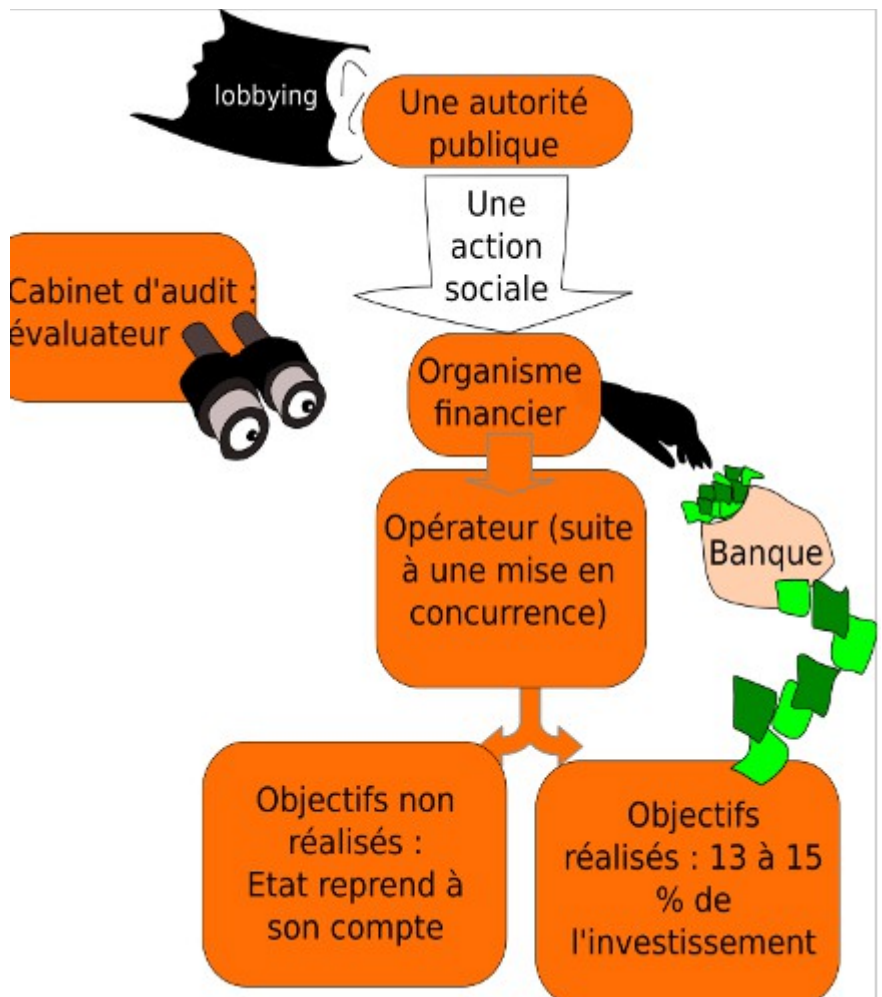 lobbying
Une autorité
publique
Une
action
sociale
Cabinet d'audit :
évaluateur
Organisme
financier
Opérateur (suite
à une mise en
concurrence)
Banque
Objectifs non
réalisés :
Etat reprend à
son compte
Objectifs
réalisés : 13 à 15
% de
l'investissement